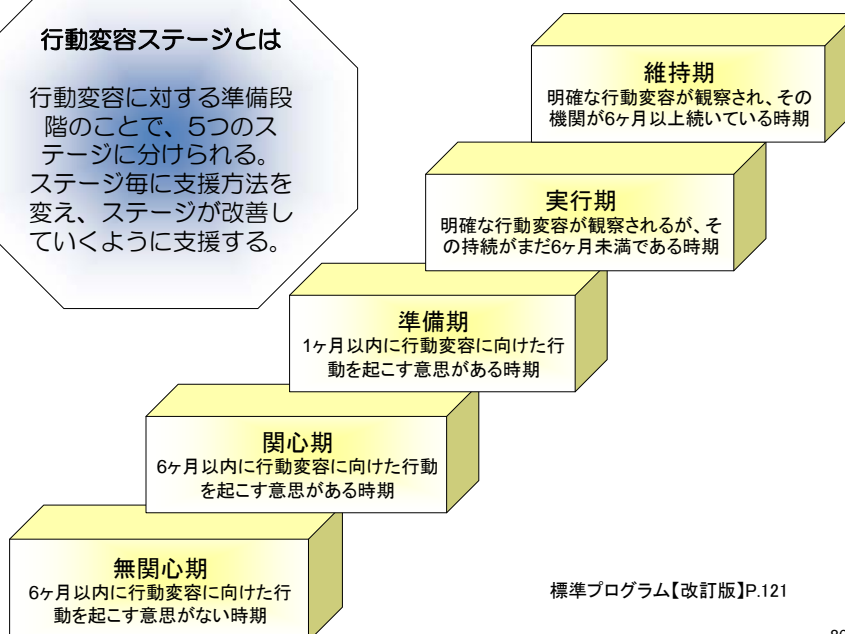 行動変容ステージとは
行動変容に対する準備段
階のことで、5つのス
テージに分けられる。
ステージ毎に支援方法を
変え、ステージが改善し
ていくように支援する。
維持期
明確な行動変容が観察され、その
機関が6ヶ月以上続いている時期
実行期
明確な行動変容が観察されるが、そ
の持続がまだ6ヶ月未満である時期
準備期
1ヶ月以内に行動変容に向けた行
動を起こす意思がある時期
関心期
6ヶ月以内に行動変容に向けた行動
を起こす意思がある時期
無関心期
6ヶ月以内に行動変容に向けた行
動を起こす意思がない時期
標準プログラム【改訂版】P.121